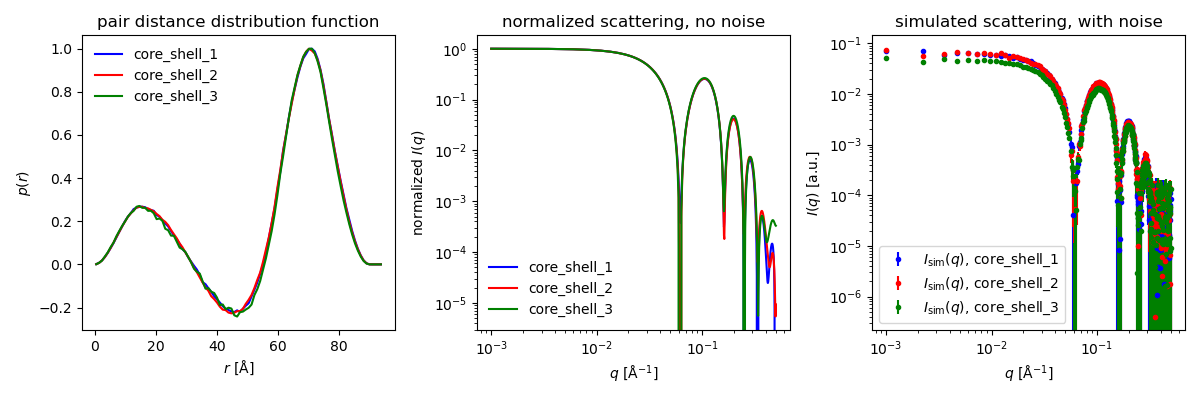 pair distance distribution function
p(r)
1.0
0.8
0.6
0.4
0.2
0.0
−0.2
core_shell_1
core_shell_2
core_shell_3
0 20 40 60 80
r [Å]
normalized scattering, no noise
normalized I(q)
10⁰
10⁻¹
10⁻²
10⁻³
10⁻⁴
10⁻⁵
core_shell_1
core_shell_2
core_shell_3
10⁻³ 10⁻² 10⁻¹
q [Å⁻¹]
simulated scattering, with noise
I(q) [a.u.]
10⁻¹
10⁻²
10⁻³
10⁻⁴
10⁻⁵
10⁻⁶
I_sim(q), core_shell_1
I_sim(q), core_shell_2
I_sim(q), core_shell_3
10⁻³ 10⁻² 10⁻¹
q [Å⁻¹]